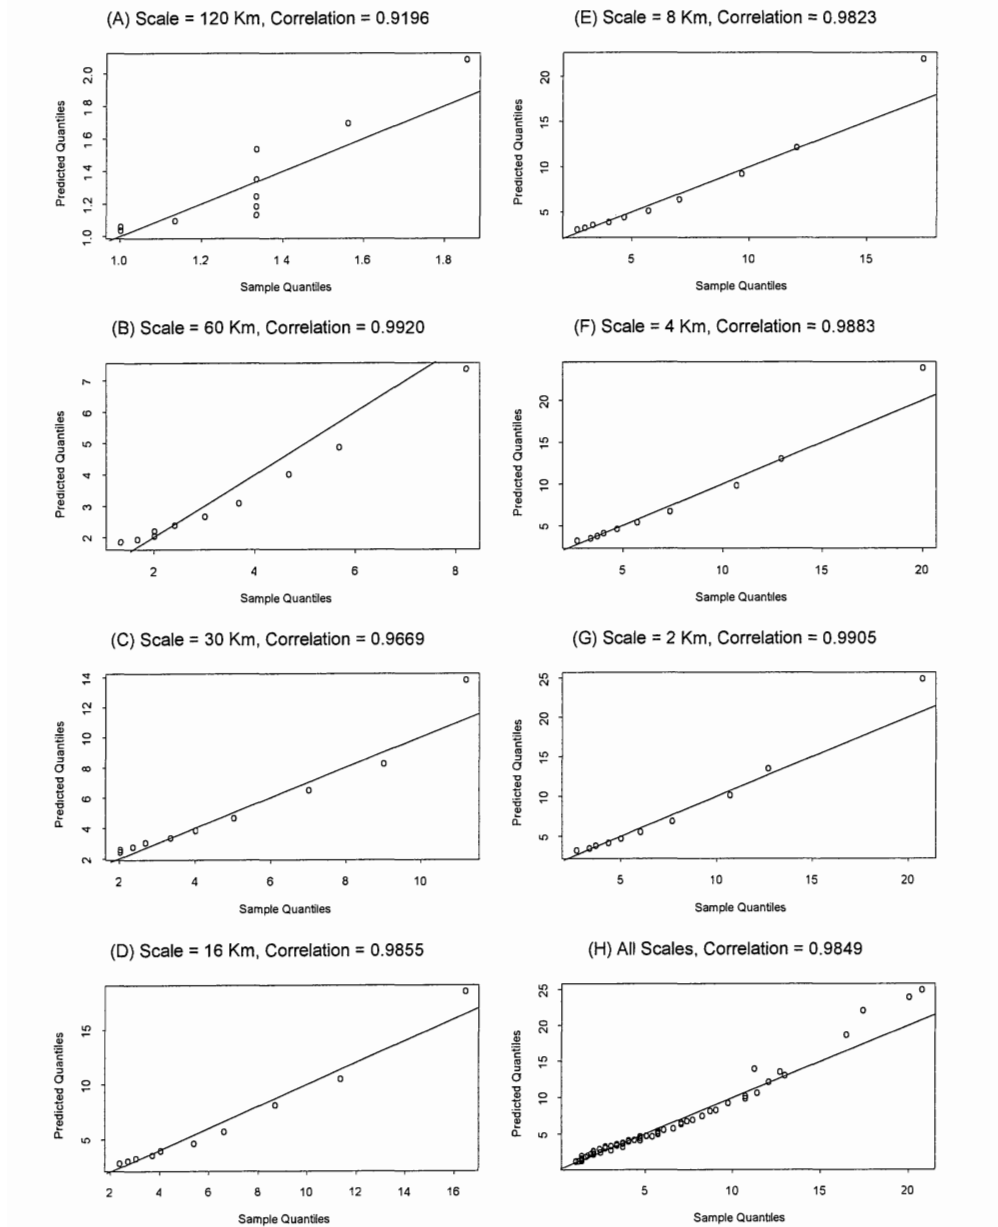 (A) Scale = 120 Km, Correlation = 0.9196
Predicted Quantiles
1.0 1.2 1.4 1 6 1.8 2.0
1.0 1.2 1 4 1.6 1.8
Sample Quantiles
(B) Scale = 60 Km, Correlation = 0.9920
Predicted Quantiles
2 3 4 5 6 7
2 4 6 8
Sample Quantiles
(C) Scale = 30 Km, Correlation = 0.9669
Predicted Quantiles
2 4 6 8 10 12 14
2 4 6 8 10
Sample Quantiles
(D) Scale = 16 Km, Correlation = 0.9855
Predicted Quantiles
5 10 15
2 4 6 8 10 12 14 16
Sample Quantiles
(E) Scale = 8 Km, Correlation = 0.9823
Predicted Quantiles
5 10 15 20
5 10 15
Sample Quantiles
(F) Scale = 4 Km, Correlation = 0.9883
Predicted Quantiles
5 10 15 20
5 10 15 20
Sample Quantiles
(G) Scale = 2 Km, Correlation = 0.9905
Predicted Quantiles
5 10 15 20 25
5 10 15 20
Sample Quantiles
(H) All Scales, Correlation = 0.9849
Predicted Quantiles
5 10 15 20 25
5 10 15 20
Sample Quantiles